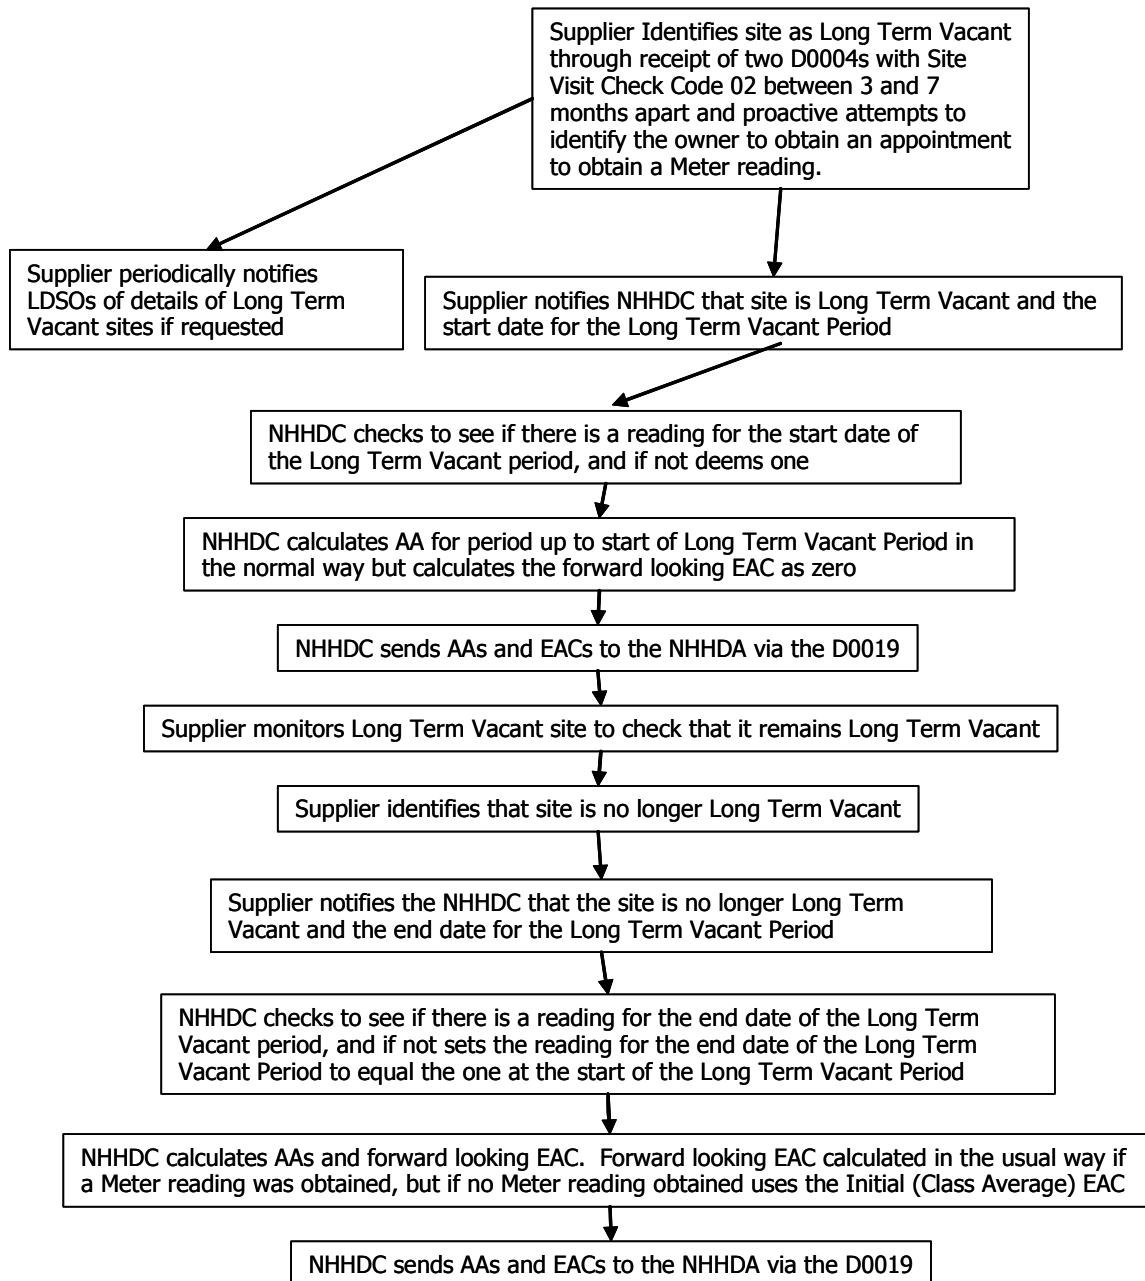 Supplier Identifies site as Long Term Vacant
through receipt of two D0004s with Site
Visit Check Code 02 between 3 and 7
months apart and proactive attempts to
identify the owner to obtain an appointment
to obtain a Meter reading.
Supplier periodically notifies
LDSOs of details of Long Term
Vacant sites if requested
Supplier notifies NHHDC that site is Long Term Vacant and the
start date for the Long Term Vacant Period
NHHDC checks to see if there is a reading for the start date of
the Long Term Vacant period, and if not deems one
NHHDC calculates AA for period up to start of Long Term Vacant Period in
the normal way but calculates the forward looking EAC as zero
NHHDC sends AAs and EACs to the NHHDA via the D0019
Supplier monitors Long Term Vacant site to check that it remains Long Term Vacant
Supplier identifies that site is no longer Long Term Vacant
Supplier notifies the NHHDC that the site is no longer Long Term
Vacant and the end date for the Long Term Vacant Period
NHHDC checks to see if there is a reading for the end date of the Long Term
Vacant period, and if not sets the reading for the end date of the Long Term
Vacant Period to equal the one at the start of the Long Term Vacant Period
NHHDC calculates AAs and forward looking EAC.  Forward looking EAC calculated in the usual way if
a Meter reading was obtained, but if no Meter reading obtained uses the Initial (Class Average) EAC
NHHDC sends AAs and EACs to the NHHDA via the D0019